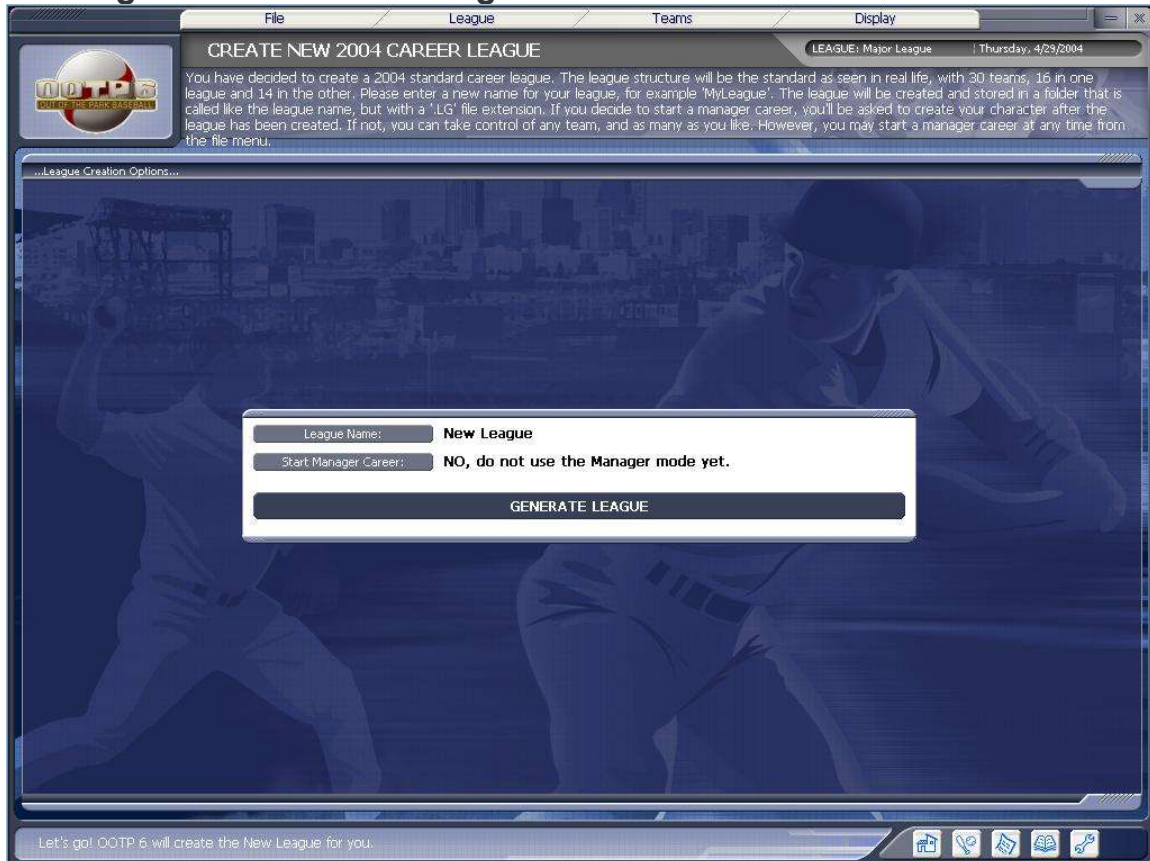 File League Teams Display
CREATE NEW 2004 CAREER LEAGUE
LEAGUE: Major League | Thursday, 4/29/2004
OOTP 6
OUT OF THE PARK BASEBALL
You have decided to create a 2004 standard career league. The league structure will be the standard as seen in real life, with 30 teams, 16 in one
league and 14 in the other. Please enter a new name for your league, for example 'MyLeague'. The league will be created and stored in a folder that is
called like the league name, but with a '.LG' file extension. If you decide to start a manager career, you'll be asked to create your character after the
league has been created. If not, you can take control of any team, and as many as you like. However, you may start a manager career at any time from
the file menu.
...League Creation Options...
League Name: New League
Start Manager Career: NO, do not use the Manager mode yet.
GENERATE LEAGUE
Let's go! OOTP 6 will create the New League for you.